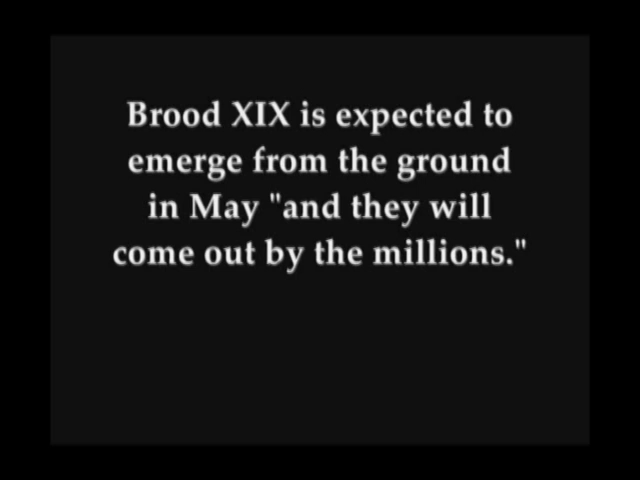 Brood XIX is expected to
emerge from the ground
in May "and they will
come out by the millions."